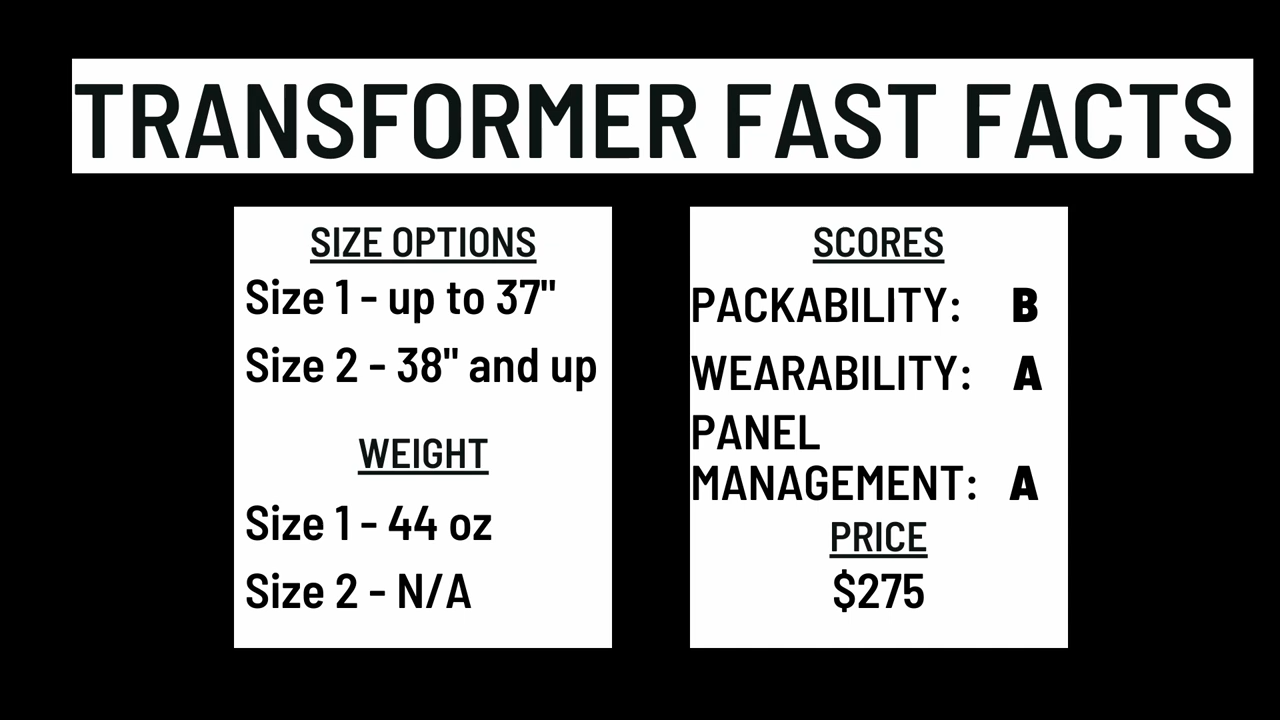 TRANSFORMER FAST FACTS
SIZE OPTIONS
Size 1 - up to 37"
Size 2 - 38" and up
WEIGHT
Size 1 - 44 oz
Size 2 - N/A
SCORES
PACKABILITY: B
WEARABILITY: A
PANEL
MANAGEMENT: A
PRICE
$275